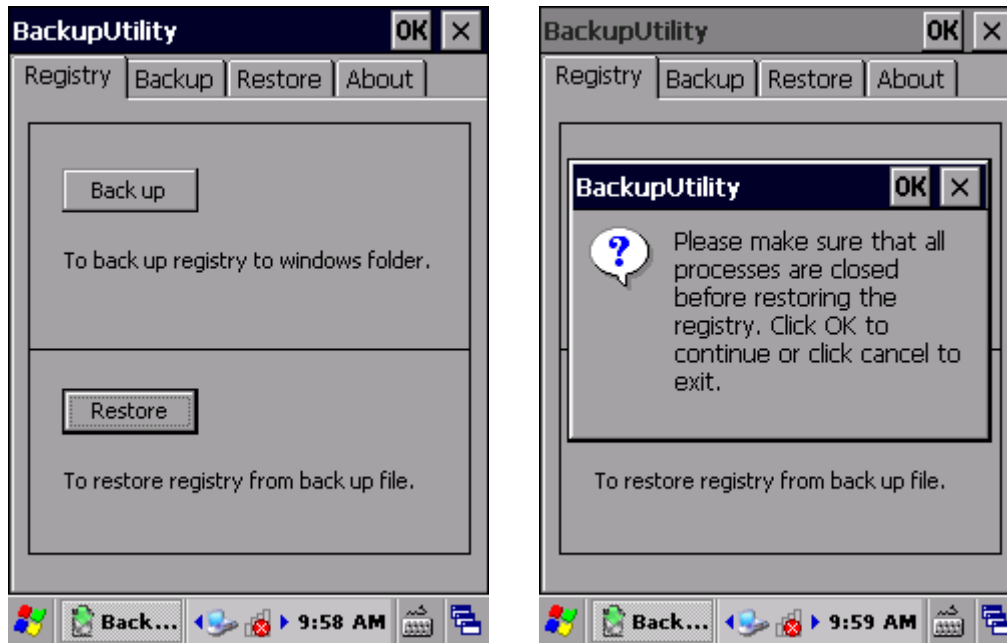 BackupUtility OK ×
Registry Backup Restore About
Back up
To back up registry to windows folder.
Restore
To restore registry from back up file.
Back... 9:58 AM
BackupUtility OK ×
Registry Backup Restore About
BackupUtility OK ×
Please make sure that all
processes are closed
before restoring the
registry. Click OK to
continue or click cancel to
exit.
To restore registry from back up file.
Back... 9:59 AM